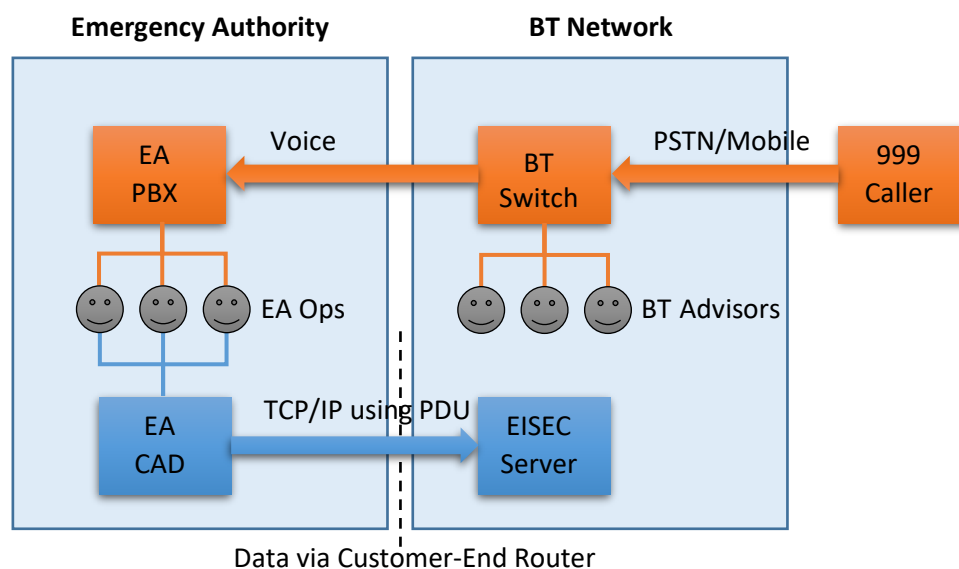 Emergency Authority
BT Network
EA
PBX
Voice
BT
Switch
PSTN/Mobile
999
Caller
EA Ops
BT Advisors
EA
CAD
TCP/IP using PDU
EISEC
Server
Data via Customer-End Router